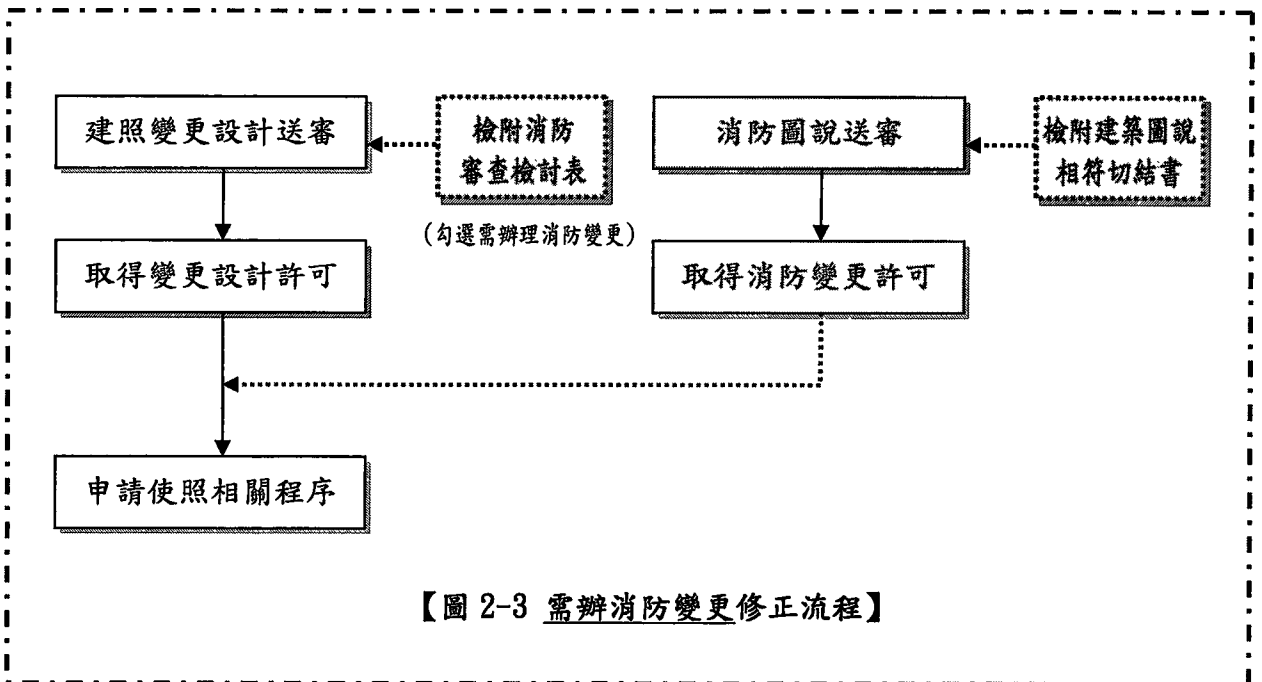 建照變更設計送審
檢附消防
審查檢討表
(勾選需辦理消防變更)
消防圖說送審
檢附建築圖說
相符切結書
取得變更設計許可
取得消防變更許可
申請使照相關程序
【圖 2-3 需辦消防變更修正流程】